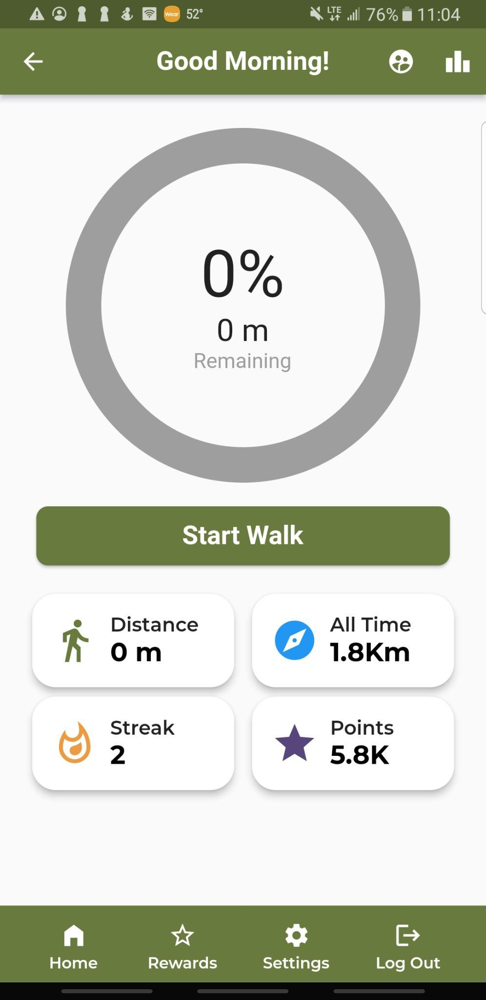 Wear 52° LTE 76% 11:04
Good Morning!
0%
0 m
Remaining
Start Walk
Distance
0 m
All Time
1.8Km
Streak
2
Points
5.8K
Home Rewards Settings Log Out